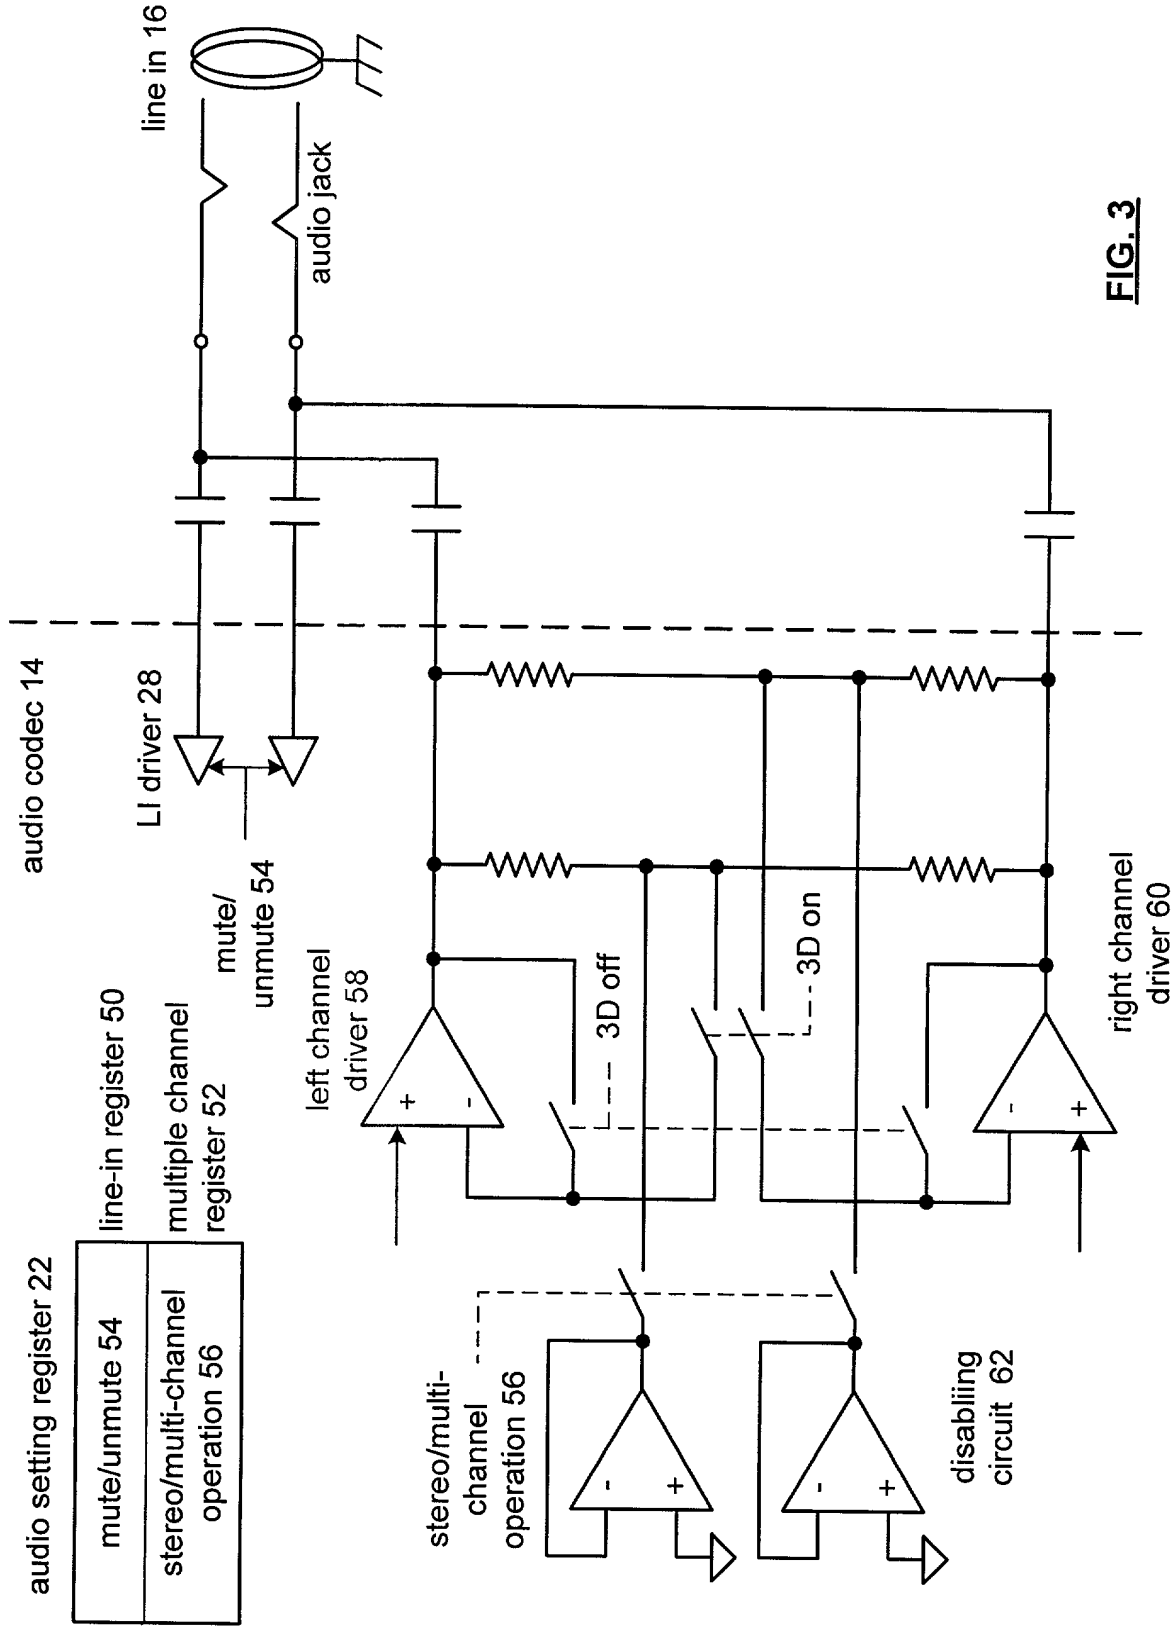 audio setting register 22
mute/unmute 54
stereo/multi-channel
operation 56
line-in register 50
multiple channel
register 52
audio codec 14
LI driver 28
mute/
unmute 54
line in 16
audio jack
left channel
driver 58
+
-
3D off
3D on
stereo/multi-
channel
operation 56
-
+
-
+
disabliing
circuit 62
-
+
right channel
driver 60
FIG. 3